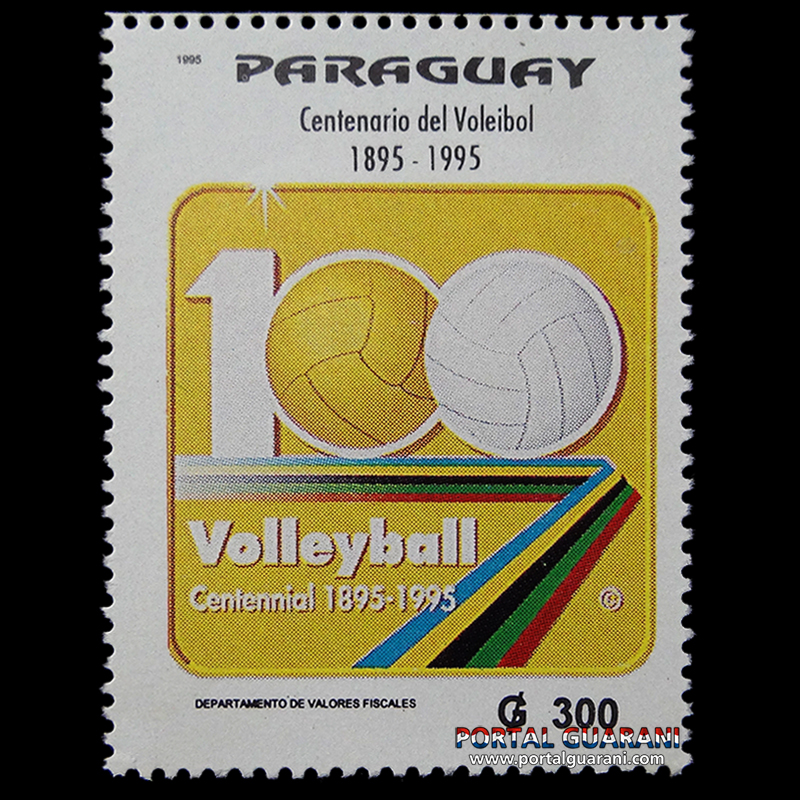 1995
PARAGUAY
Centenario del Voleibol
1895 - 1995
100
Volleyball
Centennial 1895-1995
©
DEPARTAMENTO DE VALORES FISCALES
₲ 300
PORTAL GUARANI
www.portalguarani.com